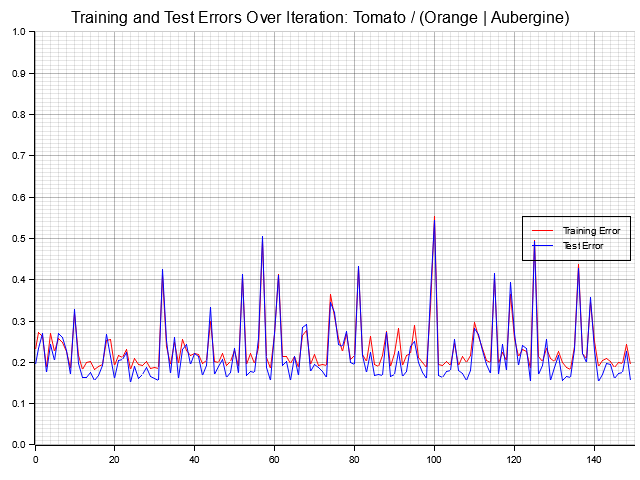 Training and Test Errors Over Iteration: Tomato / (Orange | Aubergine)
1.0
0.9
0.8
0.7
0.6
0.5
0.4
0.3
0.2
0.1
0.0
Training Error
Test Error
0 20 40 60 80 100 120 140